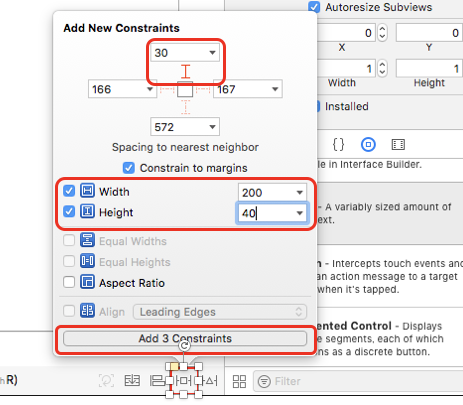 Add New Constraints
30
166
167
572
Spacing to nearest neighbor
Constrain to margins
Width
200
Height
40
Equal Widths
Equal Heights
Aspect Ratio
Align
Leading Edges
Add 3 Constraints
R)
Autoresize Subviews
0
0
X
Y
1
1
Width
Height
Installed
{}
le in Interface Builder.
- A variably sized amount of
ext.
n - Intercepts touch events and
an action message to a target
when it's tapped.
ented Control - Displays
e segments, each of which
ons as a discrete button.
Filter